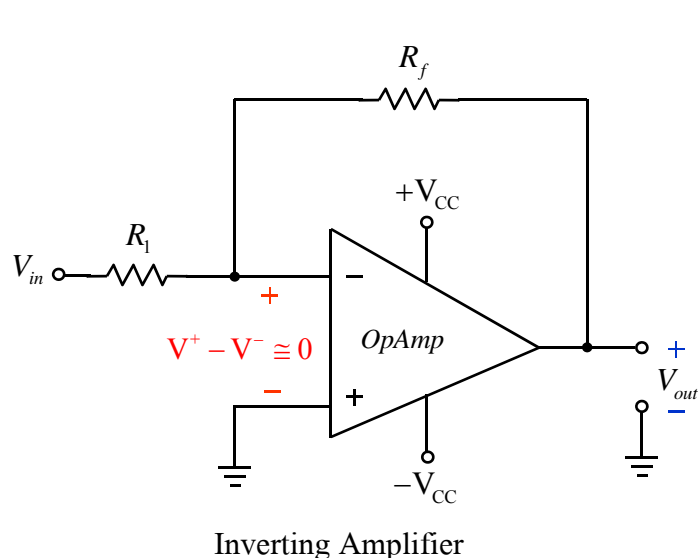 R_f
+V_CC
R_1
V_in
−
+
V⁺ − V⁻ ≅ 0
OpAmp
+
V_out
−
−
+
−V_CC
Inverting Amplifier